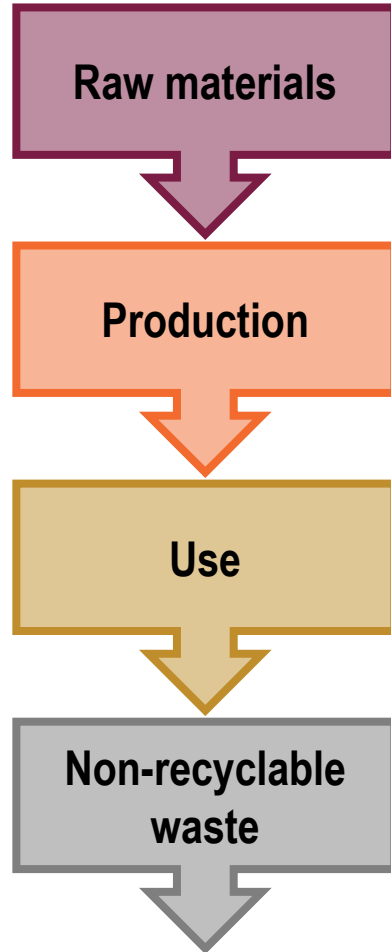 Raw materials
Production
Use
Non-recyclable
waste